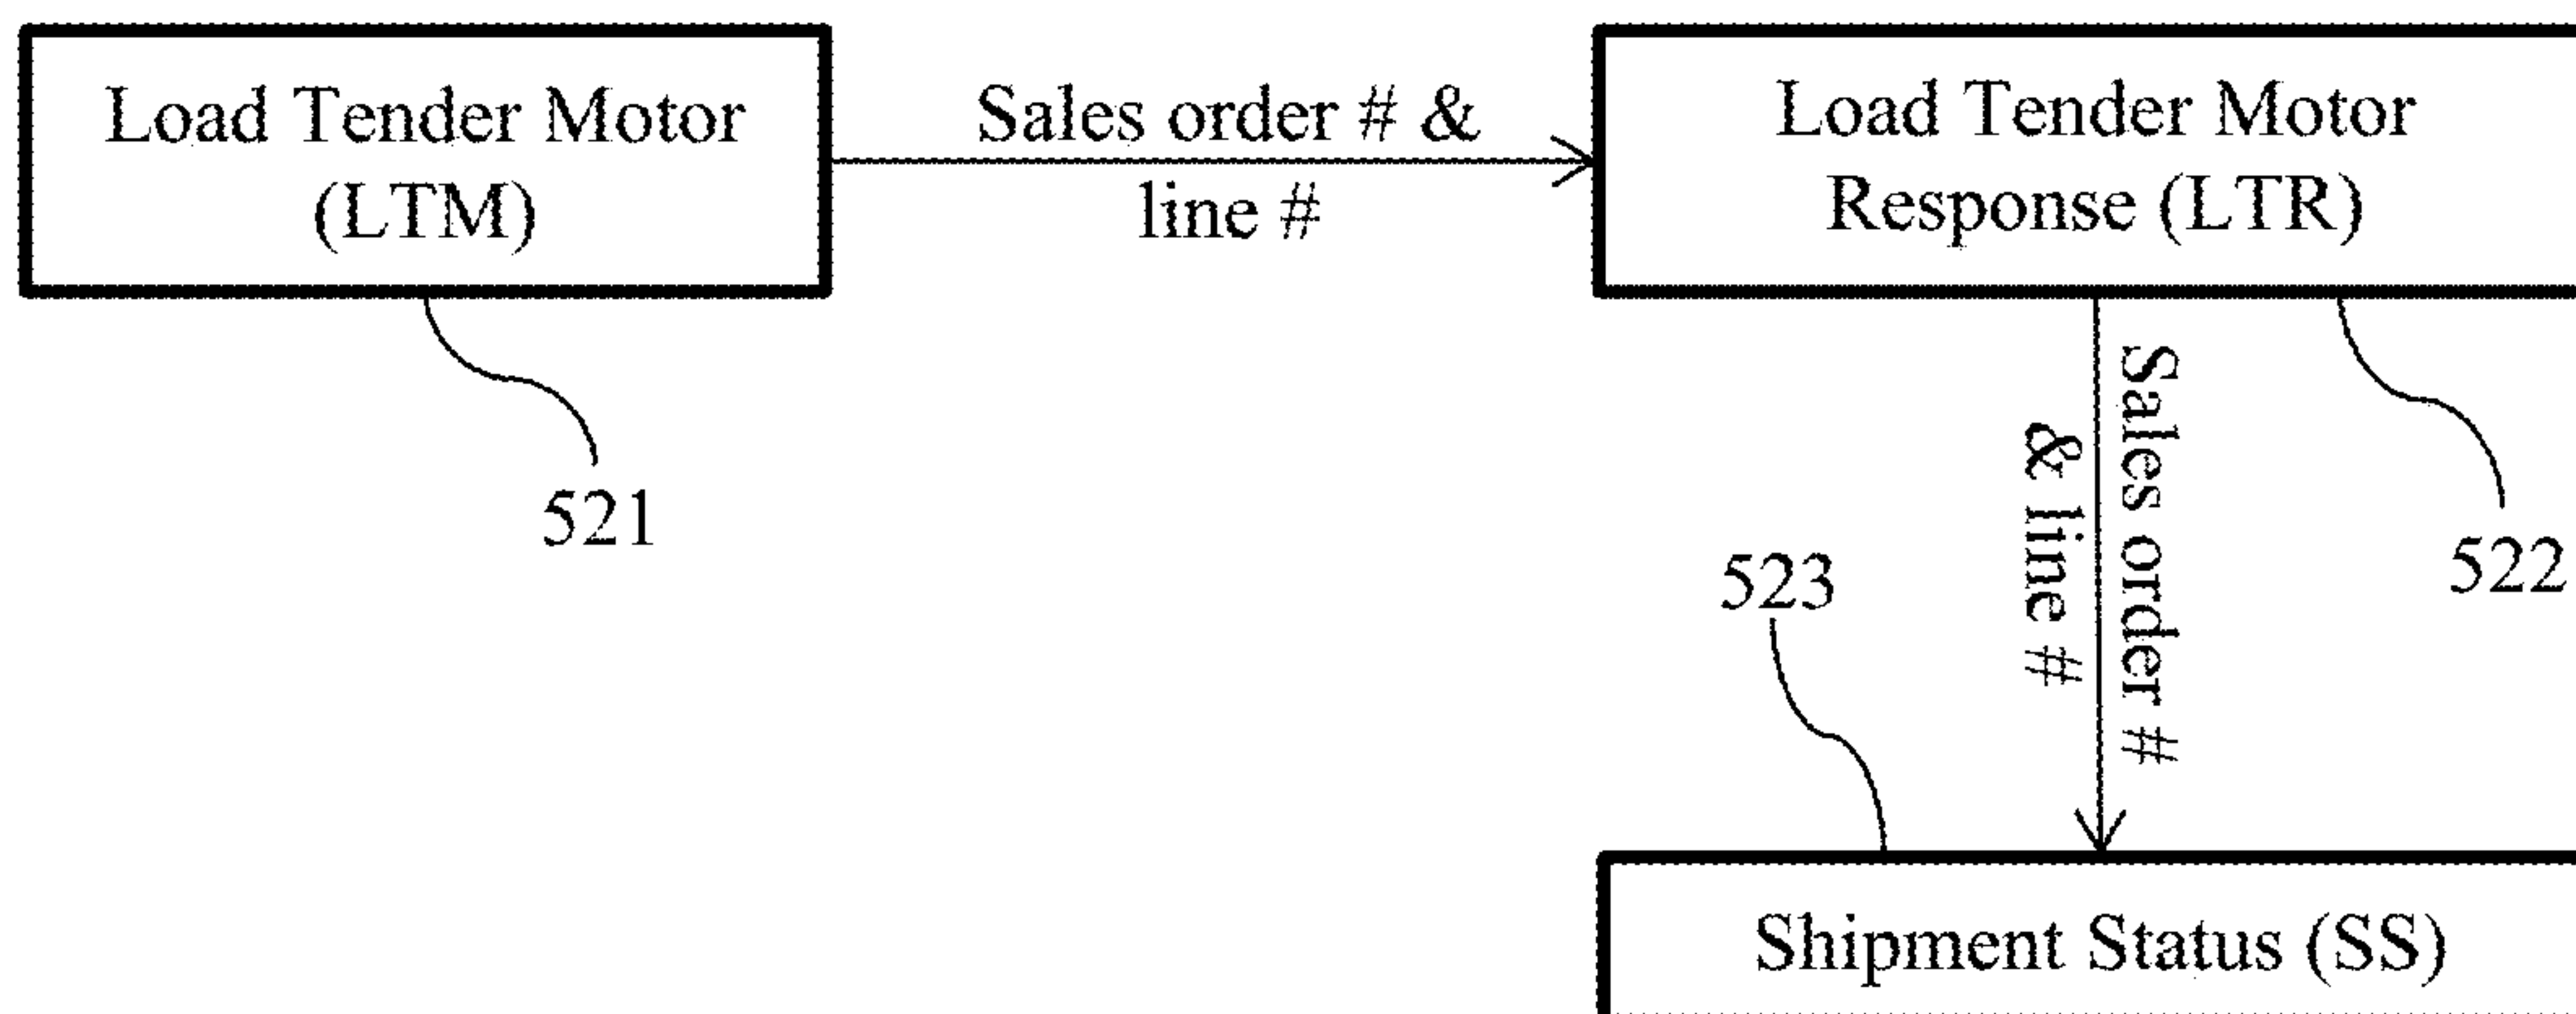 Load Tender Motor
(LTM)
Sales order # &
line #
Load Tender Motor
Response (LTR)
521
Sales order #
& line #
522
523
Shipment Status (SS)